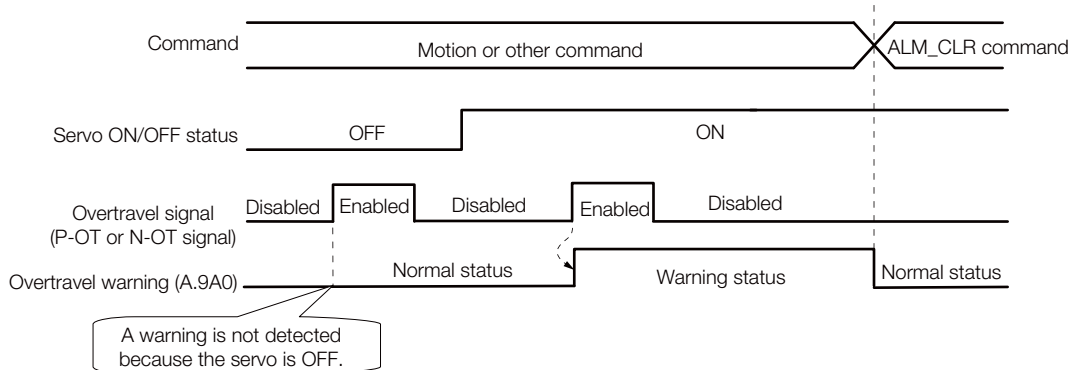 Command
Motion or other command
ALM_CLR command
Servo ON/OFF status
OFF
ON
Overtravel signal
(P-OT or N-OT signal)
Disabled
Enabled
Disabled
Enabled
Disabled
Overtravel warning (A.9A0)
Normal status
Warning status
Normal status
A warning is not detected
because the servo is OFF.